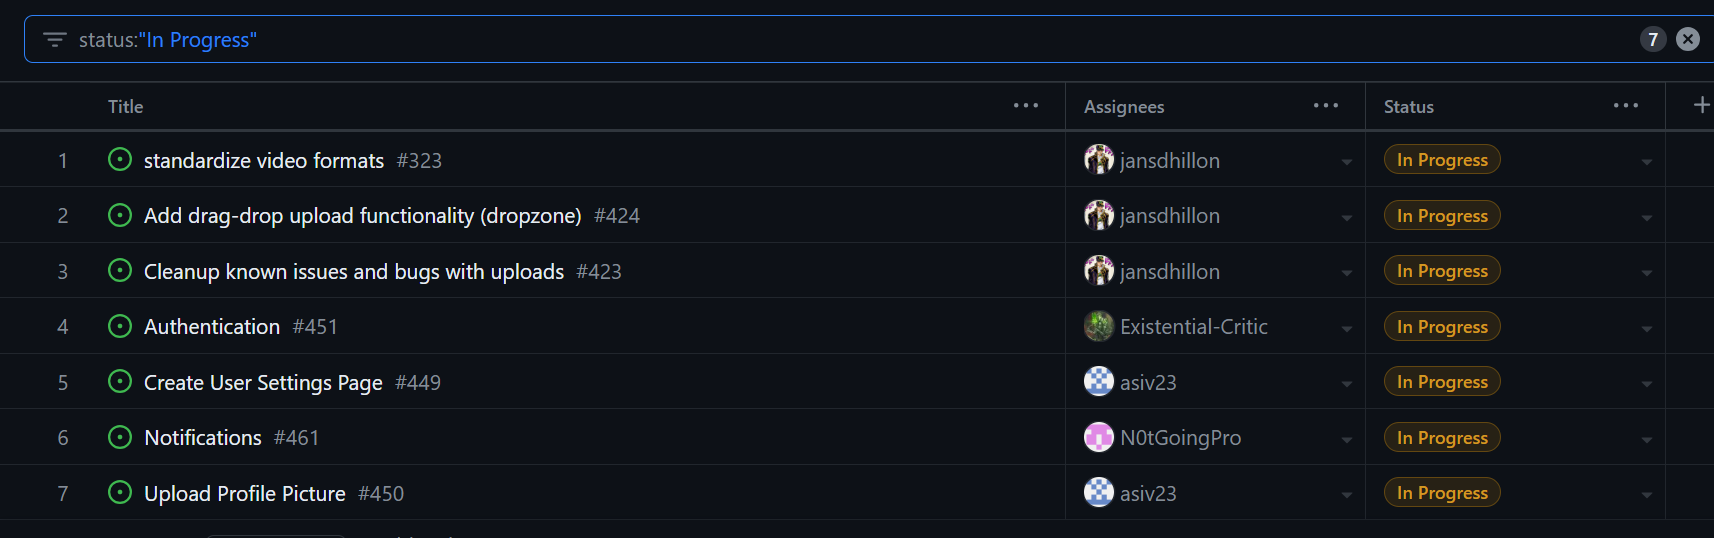 status:"In Progress" 7
Title Assignees Status
1 standardize video formats #323 jansdhillon In Progress
2 Add drag-drop upload functionality (dropzone) #424 jansdhillon In Progress
3 Cleanup known issues and bugs with uploads #423 jansdhillon In Progress
4 Authentication #451 Existential-Critic In Progress
5 Create User Settings Page #449 asiv23 In Progress
6 Notifications #461 N0tGoingPro In Progress
7 Upload Profile Picture #450 asiv23 In Progress